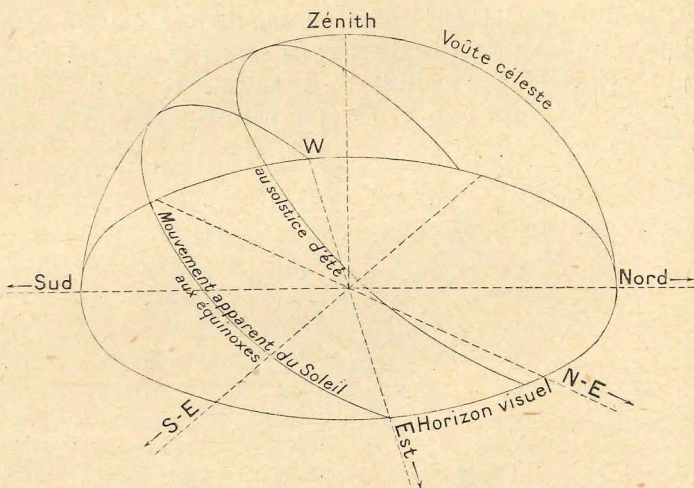 Zénith
Voûte céleste
W
au solstice d'été
Mouvement apparent du Soleil
aux équinoxes
Sud
Nord
N-E
S-E
Horizon visuel
Est